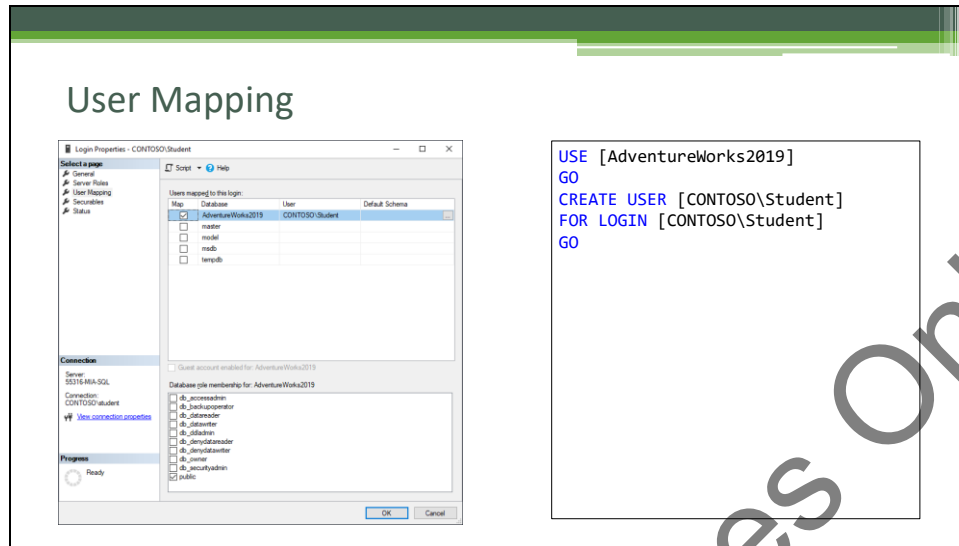 User Mapping
Login Properties - CONTOSO\Student
Select a page
General
Server Roles
User Mapping
Securables
Status
Script
Help
Users mapped to this login:
Map Database User Default Schema
AdventureWorks2019 CONTOSO\Student ...
master
model
msdb
tempdb
Guest account enabled for: AdventureWorks2019
Database role membership for: AdventureWorks2019
db_accessadmin
db_backupoperator
db_datareader
db_datawriter
db_ddladmin
db_denydatareader
db_denydatawriter
db_owner
db_securityadmin
public
Connection
Server:
55316-MIA-SQL
Connection:
CONTOSO\student
View connection properties
Progress
Ready
OK Cancel
USE [AdventureWorks2019]
GO
CREATE USER [CONTOSO\Student]
FOR LOGIN [CONTOSO\Student]
GO